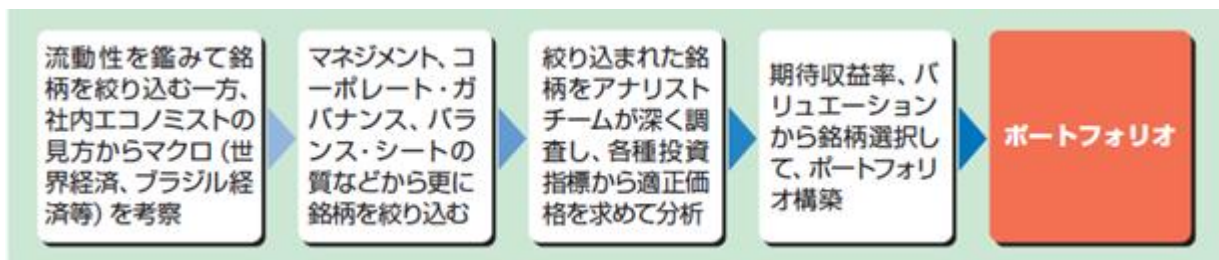 流動性を鑑みて銘
柄を絞り込む一方、
社内エコノミストの
見方からマクロ（世
界経済、ブラジル経
済等）を考察
マネジメント、コ
ーポレート・ガ
バナンス、バラ
ンス・シートの
質などから更に
銘柄を絞り込む
絞り込まれた銘
柄をアナリスト
チームが深く調
査し、各種投資
指標から適正価
格を求めて分析
期待収益率、バ
リュエーション
から銘柄選択し
て、ポートフォリ
オ構築
ポートフォリオ